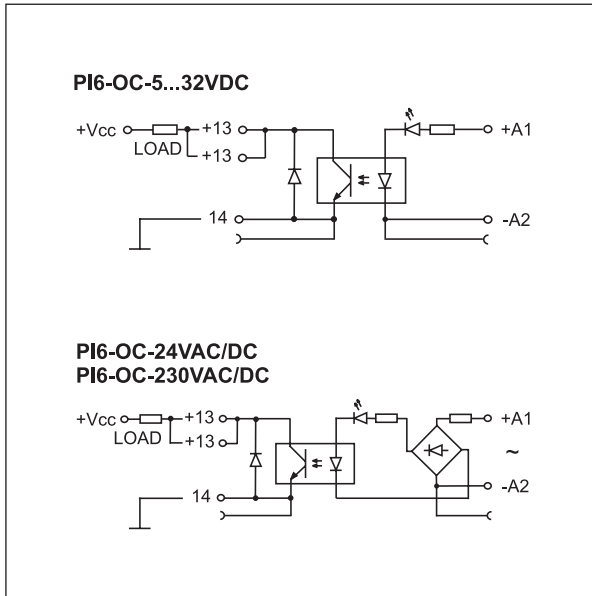 PI6-OC-5...32VDC
+Vcc
LOAD
+13
+13
+A1
14
-A2
PI6-OC-24VAC/DC
PI6-OC-230VAC/DC
+Vcc
LOAD
+13
+13
+A1
~
14
-A2